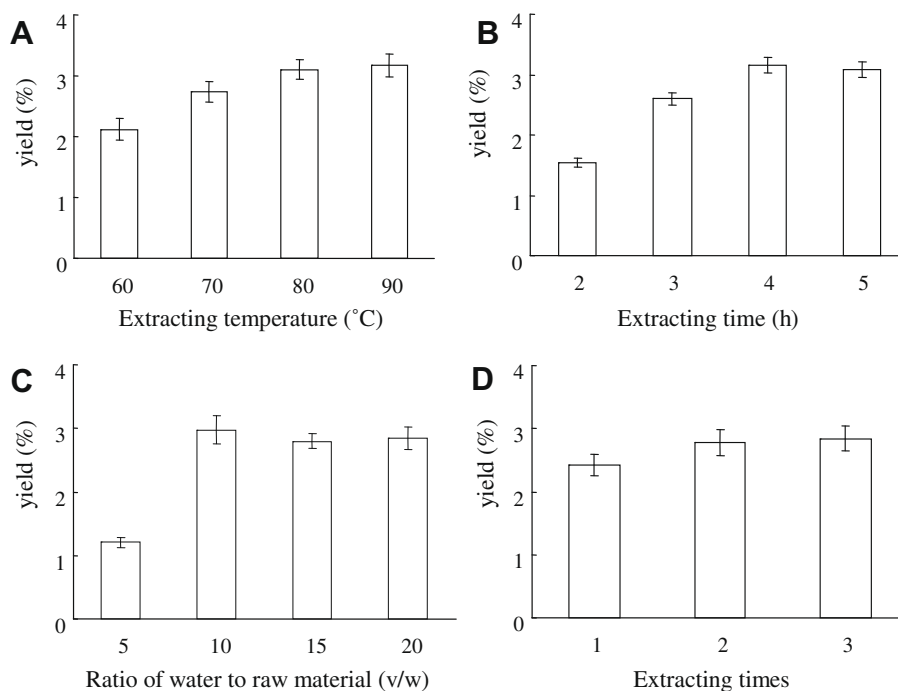 A
yield (%)
4
3
2
1
0
60 70 80 90
Extracting temperature (˚C)
B
yield (%)
4
3
2
1
0
2 3 4 5
Extracting time (h)
C
yield (%)
4
3
2
1
0
5 10 15 20
Ratio of water to raw material (v/w)
D
yield (%)
4
3
2
1
0
1 2 3
Extracting times